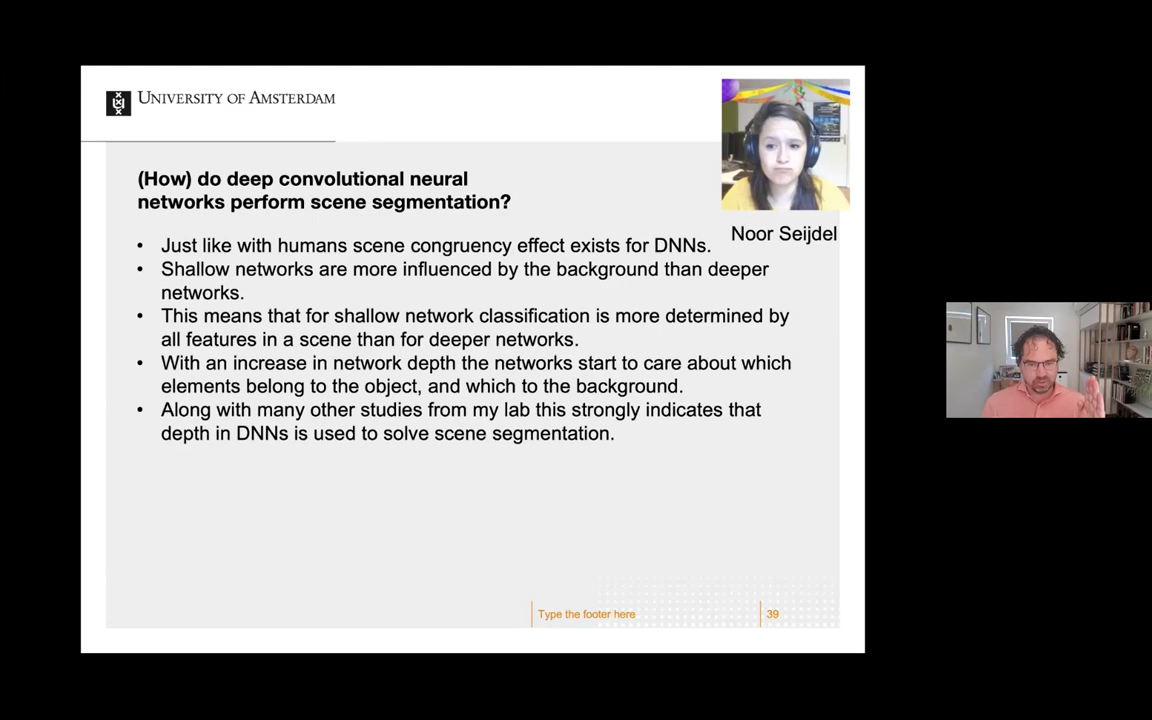 UNIVERSITY OF AMSTERDAM
(How) do deep convolutional neural
networks perform scene segmentation?
Noor Seijdel
• Just like with humans scene congruency effect exists for DNNs.
• Shallow networks are more influenced by the background than deeper
networks.
• This means that for shallow network classification is more determined by
all features in a scene than for deeper networks.
• With an increase in network depth the networks start to care about which
elements belong to the object, and which to the background.
• Along with many other studies from my lab this strongly indicates that
depth in DNNs is used to solve scene segmentation.
Type the footer here
39